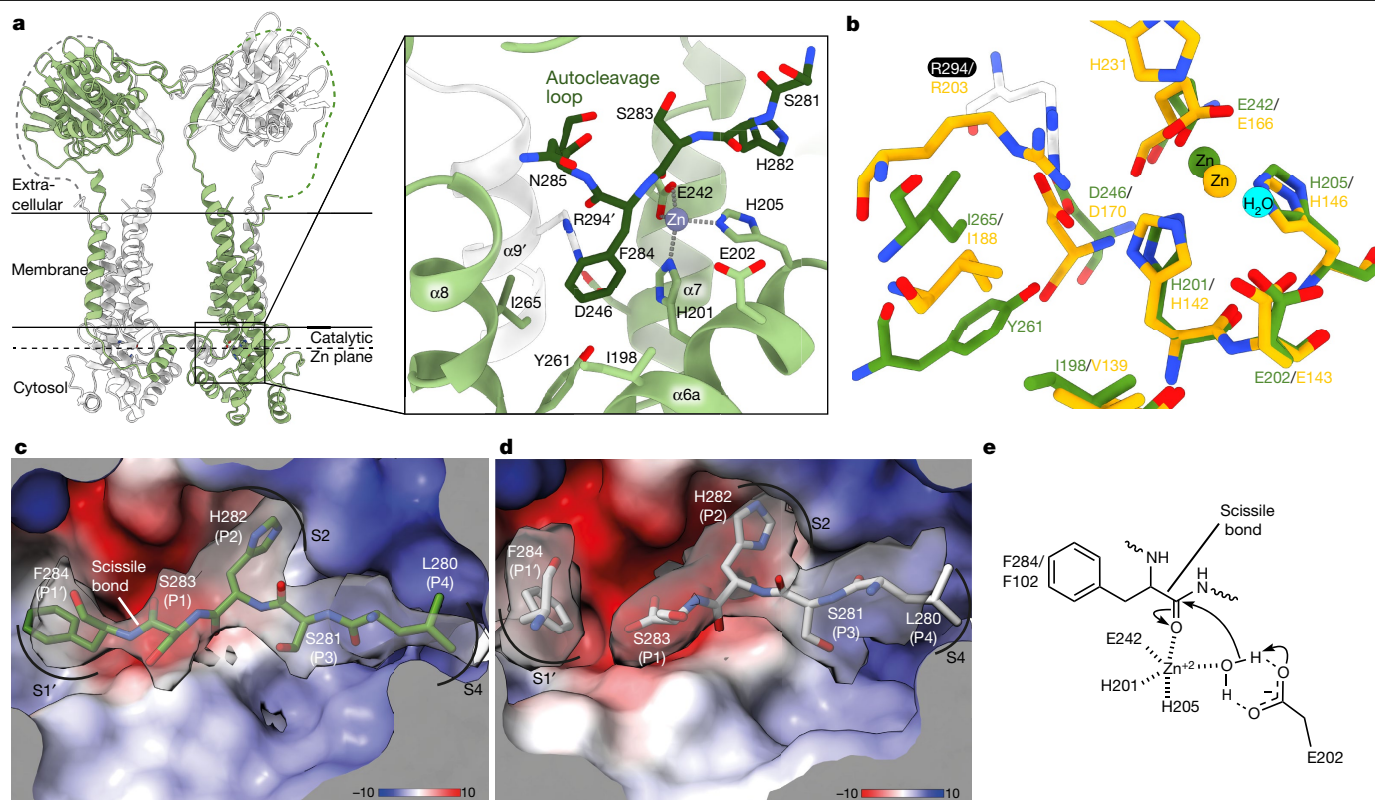 a
Extra-
cellular
Membrane
Cytosol
Catalytic
Zn plane
Autocleavage
loop
S283
S281
H282
N285
E242
H205
R294′
Zn
α9′
F284
E202
α8
α7
I265
D246
H201
Y261
I198
α6a
b
H231
R294/
R203
E242/
E166
Zn
Zn
H2O
H205/
H146
D246/
D170
I265/
I188
H201/
H142
Y261
I198/V139
E202/E143
c
H282
(P2)
S2
F284
(P1′)
Scissile
bond
S283
(P1)
L280
(P4)
S281
(P3)
S1′
S4
−10 10
d
H282
(P2)
S2
F284
(P1′)
S283
(P1)
S281
(P3)
L280
(P4)
S1′
S4
−10 10
e
Scissile
bond
F284/
F102
NH
H
N
O
E242
Zn+2
O
H
H201
H205
H
O
−
O
E202